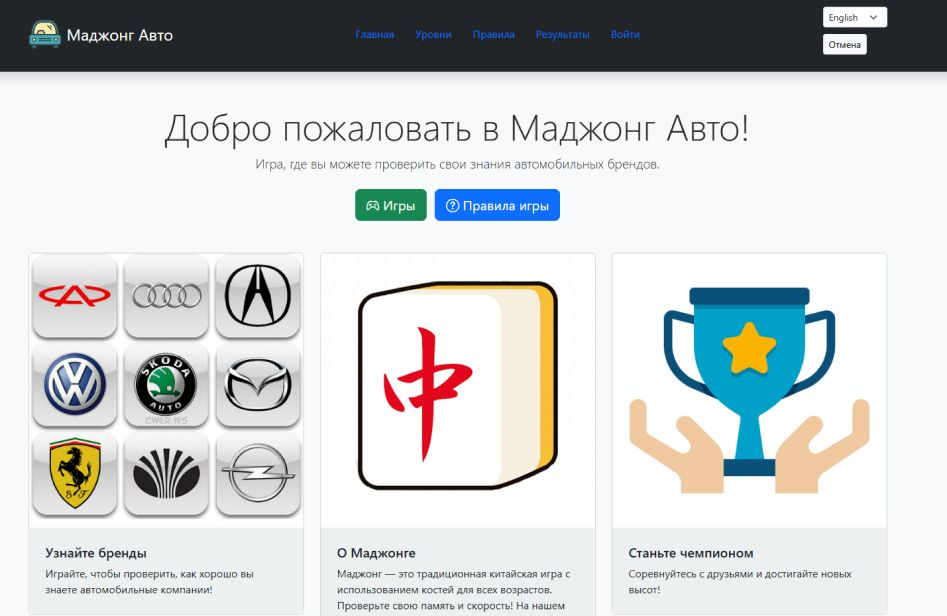 Маджонг Авто
Главная
Уровни
Правила
Результаты
Войти
English
Отмена
Добро пожаловать в Маджонг Авто!
Игра, где вы можете проверить свои знания автомобильных брендов.
Игры
Правила игры
SKODA
AUTO
CWER.WS
S F
中
Узнайте бренды
Играйте, чтобы проверить, как хорошо вы
знаете автомобильные компании!
О Маджонге
Маджонг — это традиционная китайская игра с
использованием костей для всех возрастов.
Проверьте свою память и скорость! На нашем
Станьте чемпионом
Соревнуйтесь с друзьями и достигайте новых
высот!